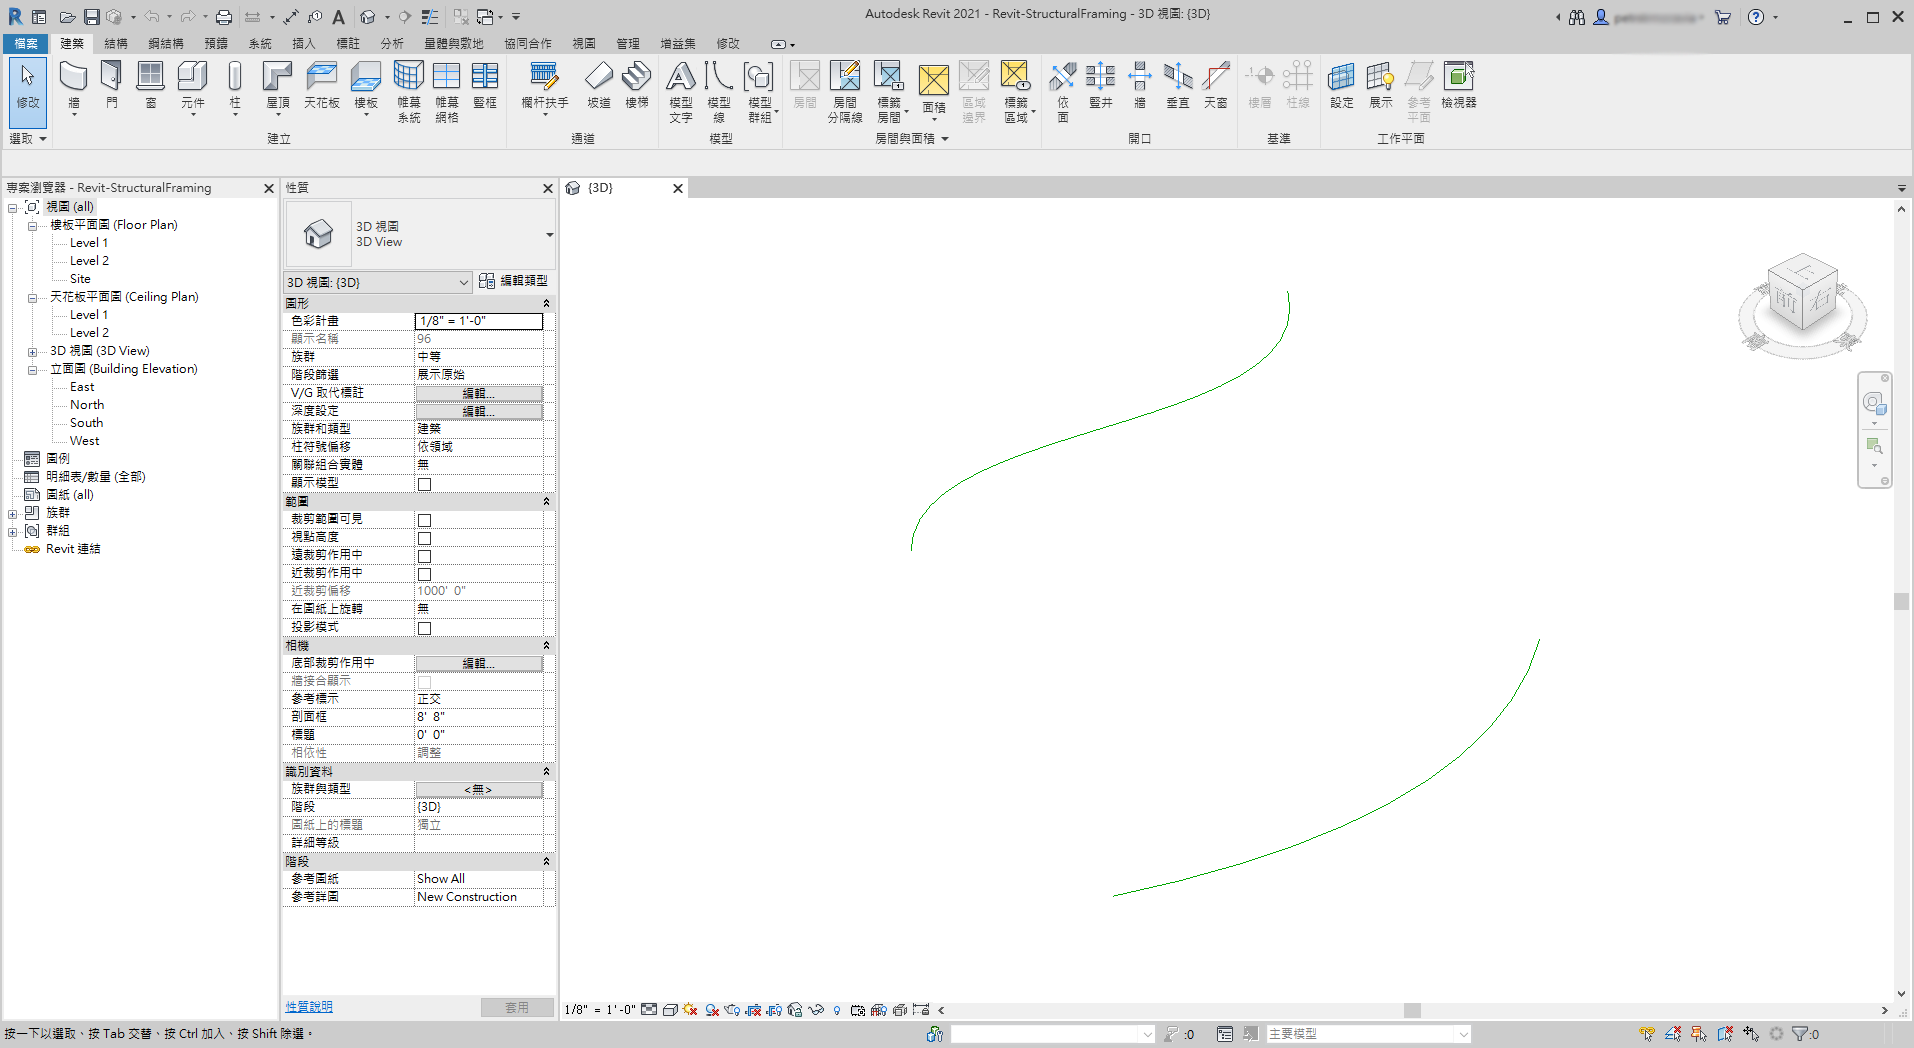 Autodesk Revit 2021 - Revit-StructuralFraming - 3D 視圖: {3D}
檔案 建築 結構 鋼結構 預鑄 系統 插入 標註 分析 量體與敷地 協同合作 視圖 管理 增益集 修改
修改 牆 門 窗 元件 柱 屋頂 天花板 樓板 帷幕 系統 帷幕 網格 豎框 欄杆扶手 坡道 樓梯 模型 文字 模型 線 模型 群組 房間 房間 分隔線 標籤 房間 面積 區域 邊界 標籤 區域 依 面 豎井 牆 垂直 天窗 樓層 柱線 設定 展示 參考 平面 檢視器
選取 建立 通道 模型 房間與面積 開口 基準 工作平面
專案瀏覽器 - Revit-StructuralFraming
視圖 (all)
樓板平面圖 (Floor Plan)
Level 1
Level 2
Site
天花板平面圖 (Ceiling Plan)
Level 1
Level 2
3D 視圖 (3D View)
立面圖 (Building Elevation)
East
North
South
West
圖例
明細表/數量 (全部)
圖紙 (all)
族群
群組
Revit 連結
性質
3D 視圖
3D View
3D 視圖: {3D} 編輯類型
圖形
色彩計畫 1/8" = 1'-0"
顯示名稱 96
族群 中等
階段篩選 展示原始
V/G 取代標註 編輯...
深度設定 編輯...
族群和類型 建築
柱符號偏移 依領域
關聯組合實體 無
顯示模型
範圍
裁剪範圍可見
視點高度
遠裁剪作用中
近裁剪作用中
近裁剪偏移 1000' 0"
在圖紙上旋轉 無
投影模式
相機
底部裁剪作用中 編輯...
牆接合顯示
參考標示 正交
剖面框 8' 8"
標題 0' 0"
相依性 調整
識別資料
族群與類型 <無>
階段 {3D}
圖紙上的標題 獨立
詳細等級
階段
參考圖紙 Show All
參考詳圖 New Construction
性質說明 套用
{3D}
上
前 右
1/8" = 1'-0"
按一下以選取、按 Tab 交替、按 Ctrl 加入、按 Shift 除選。
:0 主要模型 :0